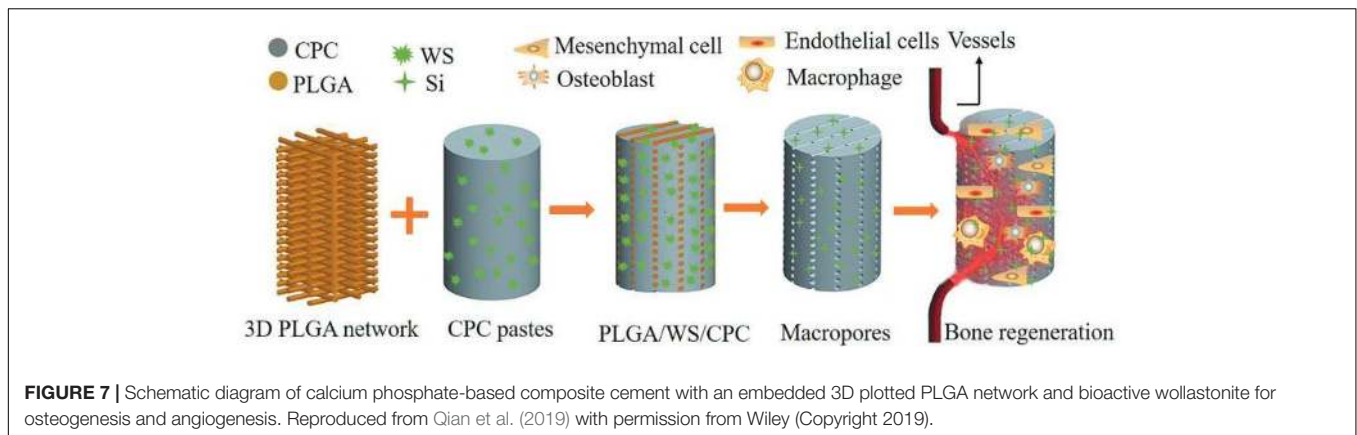 CPC WS Mesenchymal cell Endothelial cells Vessels
PLGA Si Osteoblast Macrophage
3D PLGA network CPC pastes PLGA/WS/CPC Macropores Bone regeneration
FIGURE 7 | Schematic diagram of calcium phosphate-based composite cement with an embedded 3D plotted PLGA network and bioactive wollastonite for
osteogenesis and angiogenesis. Reproduced from Qian et al. (2019) with permission from Wiley (Copyright 2019).